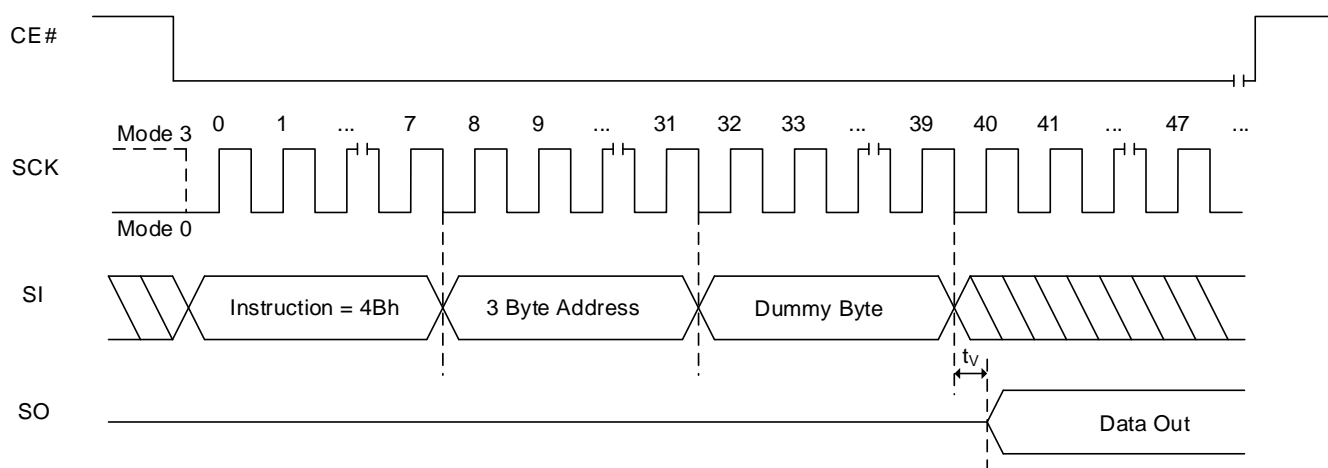 CE#
Mode 3
0 1 ... 7 8 9 ... 31 32 33 ... 39 40 41 ... 47 ...
SCK
Mode 0
SI
Instruction = 4Bh
3 Byte Address
Dummy Byte
tV
SO
Data Out